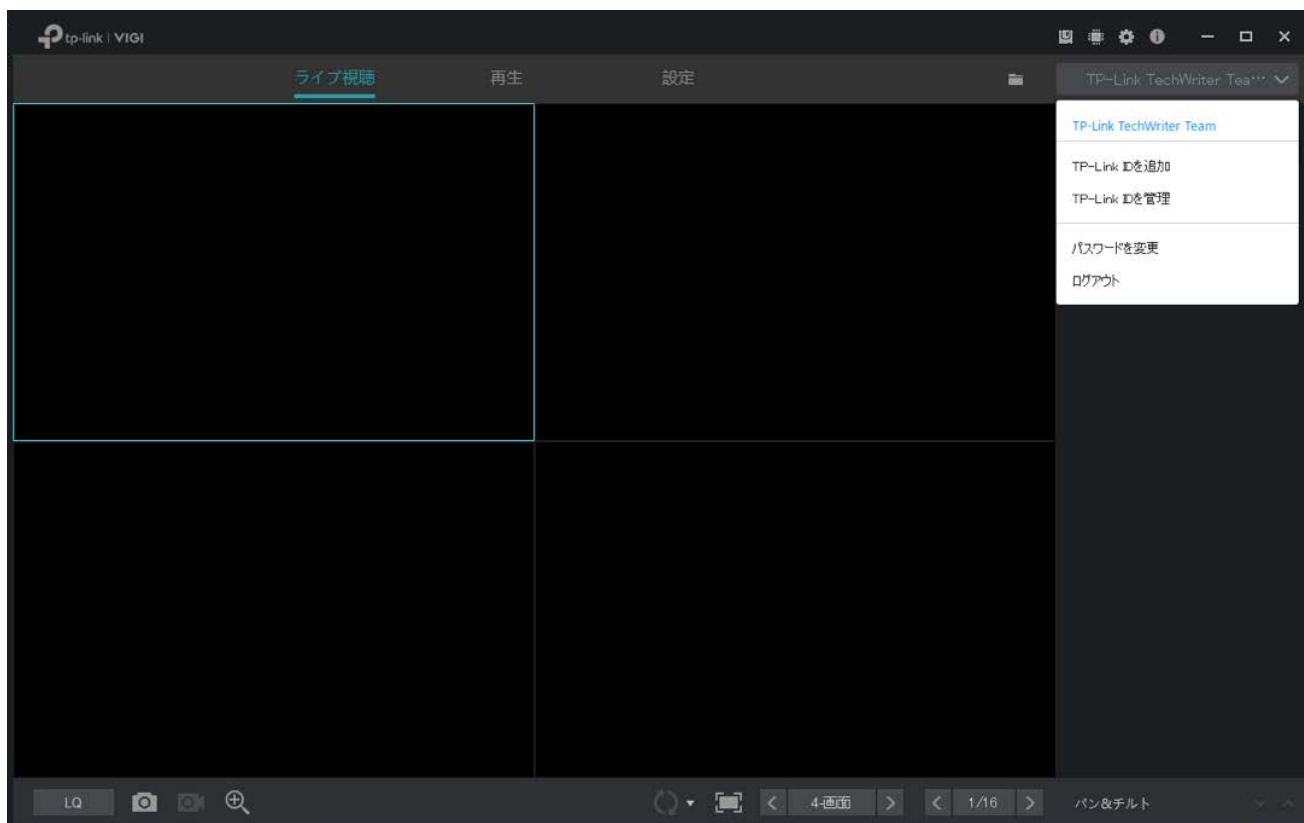 tp-link | VIGI
ライブ視聴 再生 設定 TP-Link TechWriter Tea…
TP-Link TechWriter Team
TP-Link IDを追加
TP-Link IDを管理
パスワードを変更
ログアウト
LQ 4-画面 1/16 パン&チルト